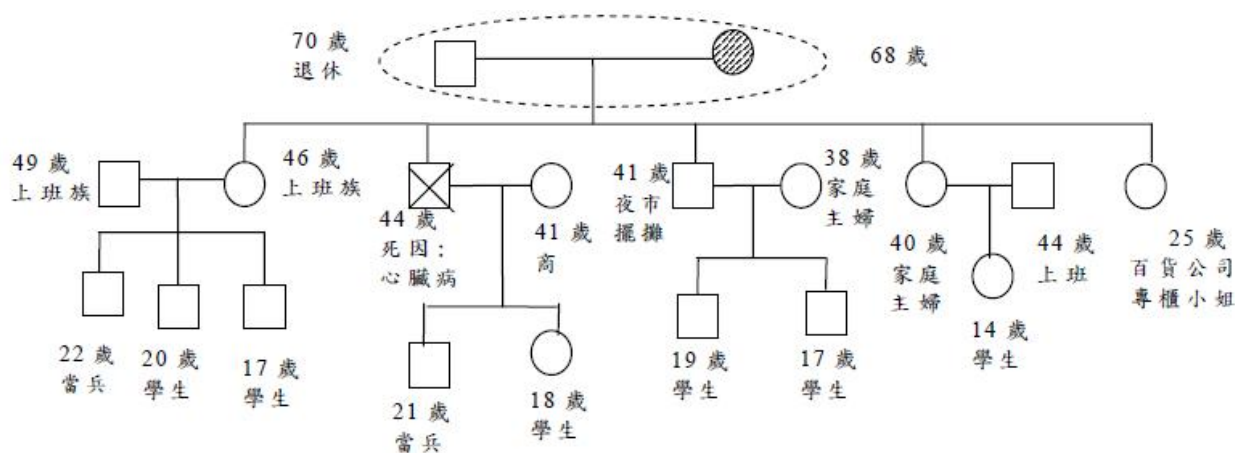 70 歲
退休
68 歲
49 歲
上班族
46 歲
上班族
44 歲
死因：
心臟病
41 歲
商
41 歲
夜市
擺攤
38 歲
家庭
主婦
40 歲
家庭
主婦
44 歲
上班
25 歲
百貨公司
專櫃小姐
22 歲
當兵
20 歲
學生
17 歲
學生
21 歲
當兵
18 歲
學生
19 歲
學生
17 歲
學生
14 歲
學生